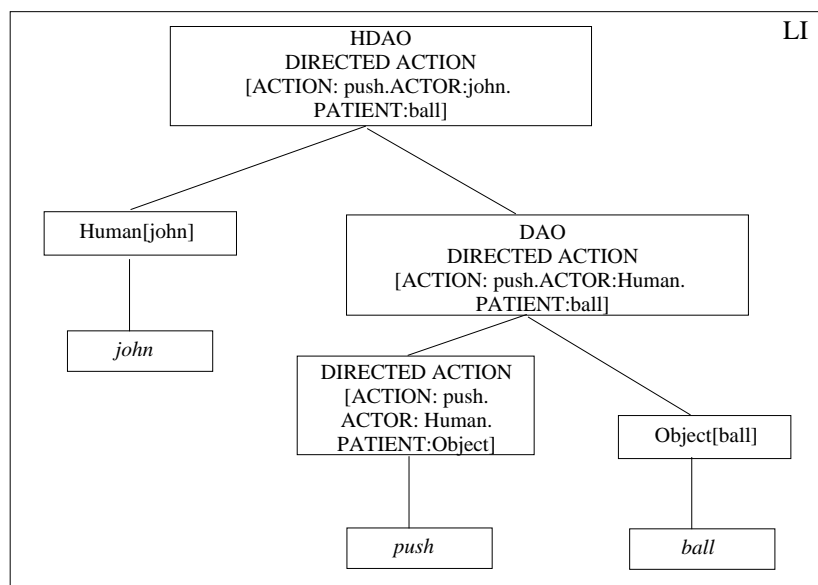 LI
HDAO
DIRECTED ACTION
[ACTION: push.ACTOR:john.
PATIENT:ball]
Human[john]
DAO
DIRECTED ACTION
[ACTION: push.ACTOR:Human.
PATIENT:ball]
john
DIRECTED ACTION
[ACTION: push.
ACTOR: Human.
PATIENT:Object]
Object[ball]
push
ball